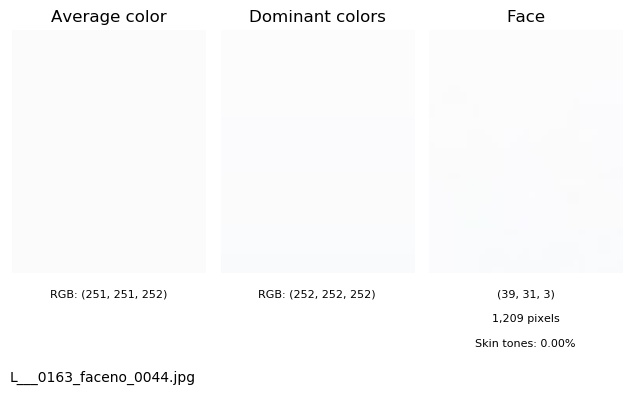 Average color
Dominant colors
Face
RGB: (251, 251, 252)
RGB: (252, 252, 252)
(39, 31, 3)
1,209 pixels
Skin tones: 0.00%
L___0163_faceno_0044.jpg